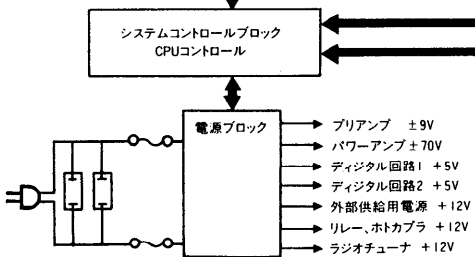 システムコントロールブロック
CPUコントロール
電源ブロック
プリアンプ ±9V
パワーアンプ ±70V
ディジタル回路1 +5V
ディジタル回路2 +5V
外部供給用電源 +12V
リレー、ホトカプラ +12V
ラジオチューナ +12V